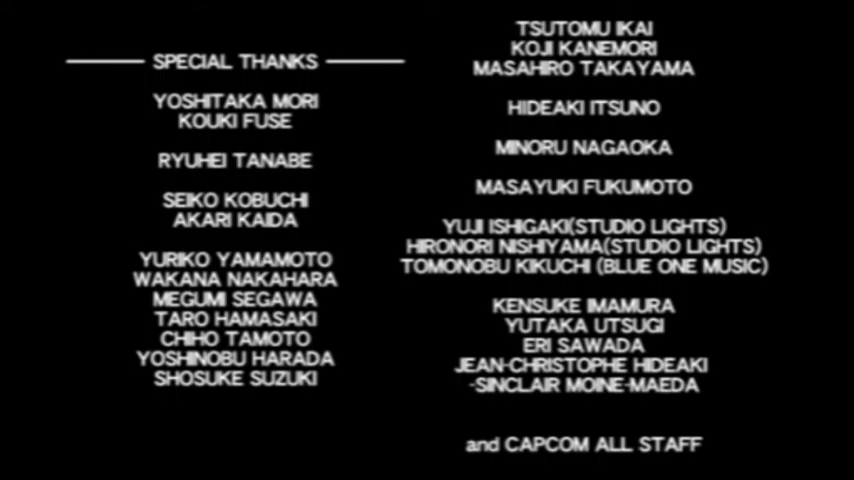 SPECIAL THANKS
YOSHITAKA MORI
KOUKI FUSE
RYUHEI TANABE
SEIKO KOBUCHI
AKARI KAIDA
YURIKO YAMAMOTO
WAKANA NAKAHARA
MEGUMI SEGAWA
TARO HAMASAKI
CHIHO TAMOTO
YOSHINOBU HARADA
SHOSUKE SUZUKI
TSUTOMU IKAI
KOJI KANEMORI
MASAHIRO TAKAYAMA
HIDEAKI ITSUNO
MINORU NAGAOKA
MASAYUKI FUKUMOTO
YUJI ISHIGAKI(STUDIO LIGHTS)
HIRONORI NISHIYAMA(STUDIO LIGHTS)
TOMONOBU KIKUCHI (BLUE ONE MUSIC)
KENSUKE IMAMURA
YUTAKA UTSUGI
ERI SAWADA
JEAN-CHRISTOPHE HIDEAKI
-SINCLAIR MOINE-MAEDA
and CAPCOM ALL STAFF